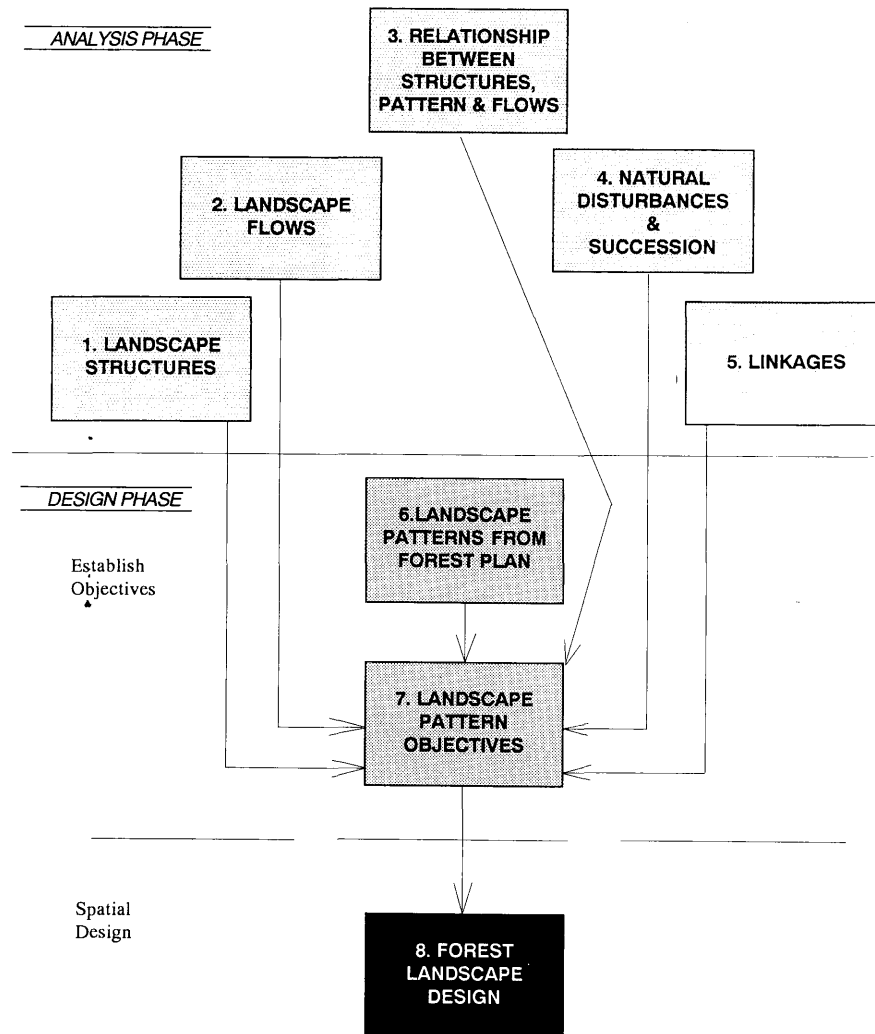 ANALYSIS PHASE
3. RELATIONSHIP
BETWEEN
STRUCTURES,
PATTERN & FLOWS
2. LANDSCAPE
FLOWS
4. NATURAL
DISTURBANCES
&
SUCCESSION
1. LANDSCAPE
STRUCTURES
5. LINKAGES
DESIGN PHASE
Establish
Objectives
6.LANDSCAPE
PATTERNS FROM
FOREST PLAN
7. LANDSCAPE
PATTERN
OBJECTIVES
Spatial
Design
8. FOREST
LANDSCAPE
DESIGN